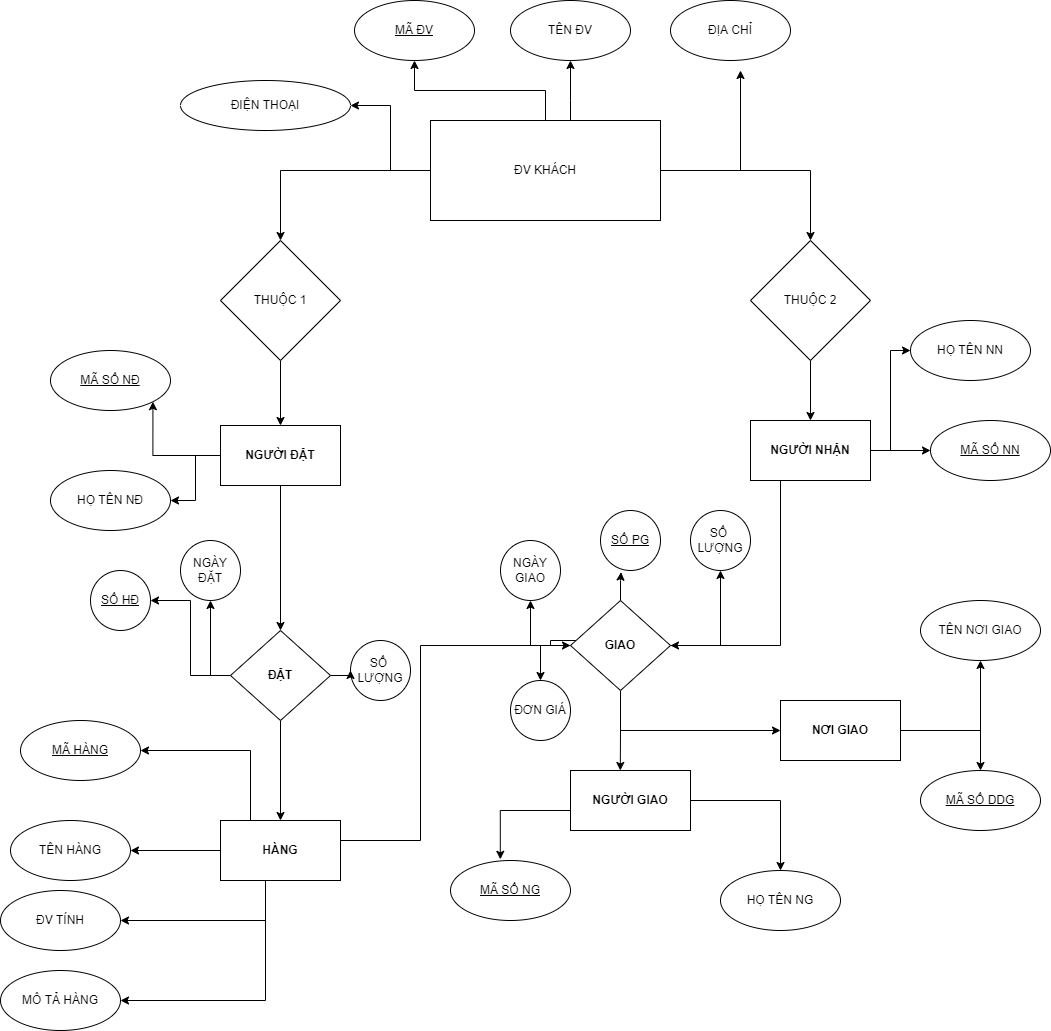 MÃ ĐV
TÊN ĐV
ĐỊA CHỈ
ĐIỆN THOẠI
ĐV KHÁCH
THUỘC 1
THUỘC 2
HỌ TÊN NN
MÃ SỐ NĐ
NGƯỜI ĐẶT
NGƯỜI NHẬN
MÃ SỐ NN
HỌ TÊN NĐ
SỐ PG
SỐ
LƯỢNG
NGÀY
GIAO
NGÀY
ĐẶT
SỐ HĐ
TÊN NƠI GIAO
GIAO
ĐẶT
SỐ
LƯỢNG
ĐƠN GIÁ
NƠI GIAO
MÃ HÀNG
NGƯỜI GIAO
MÃ SỐ DDG
TÊN HÀNG
HÀNG
MÃ SỐ NG
HỌ TÊN NG
ĐV TÍNH
MÔ TẢ HÀNG